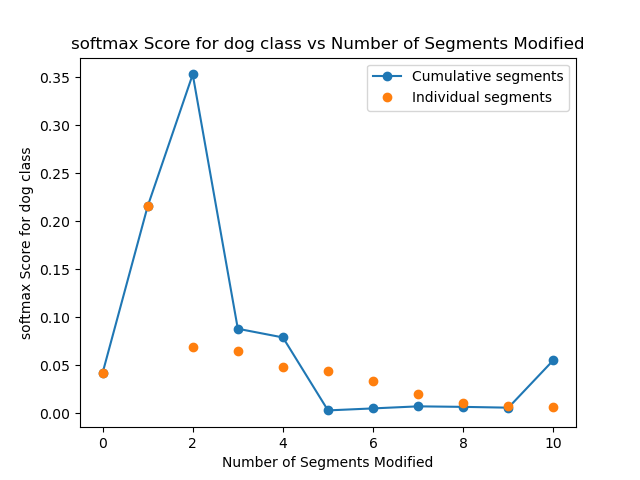 softmax Score for dog class vs Number of Segments Modified
Cumulative segments
Individual segments
softmax Score for dog class
0.35
0.30
0.25
0.20
0.15
0.10
0.05
0.00
0 2 4 6 8 10
Number of Segments Modified